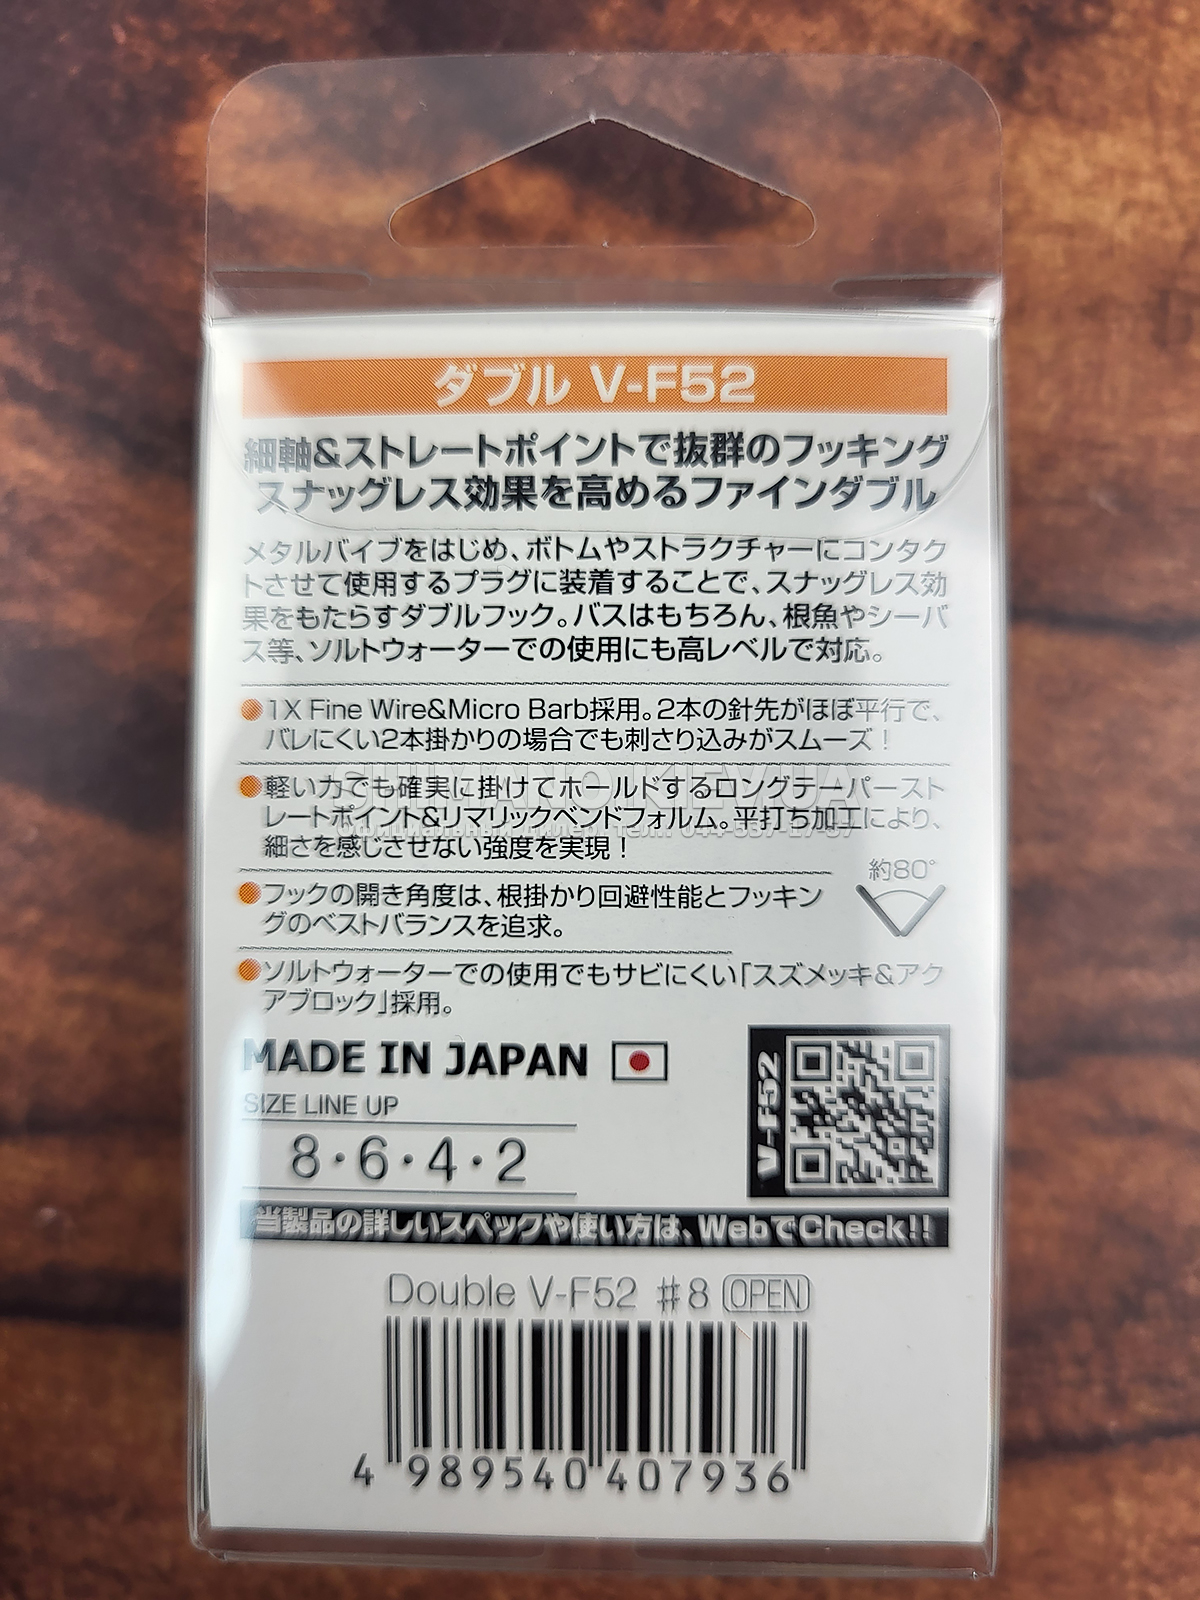 ダブル V-F52
細軸&ストレートポイントで抜群のフッキング
スナッグレス効果を高めるファインダブル
メタルバイブをはじめ、ボトムやストラクチャーにコンタク
トさせて使用するプラグに装着することで、スナッグレス効
果をもたらすダブルフック。バスはもちろん、根魚やシーバ
ス等、ソルトウォーターでの使用にも高レベルで対応。
●1X Fine Wire&Micro Barb採用。2本の針先がほぼ平行で、
バレにくい2本掛かりの場合でも刺さり込みがスムーズ！
●軽い力でも確実に掛けてホールドするロングテーパースト
レートポイント&リマリックベンドフォルム。平打ち加工により、
細さを感じさせない強度を実現！
SHIMANO.KIEV.UA
Официальный дилер тел.
約80°
●フックの開き角度は、根掛かり回避性能とフッキン
グのベストバランスを追求。
●ソルトウォーターでの使用でもサビにくい「スズメッキ&アク
アブロック」採用。
MADE IN JAPAN
SIZE LINE UP
8・6・4・2
V-F52
当製品の詳しいスペックや使い方は、WebでCheck!!
Double V-F52 #8 OPEN
4 989540 407936